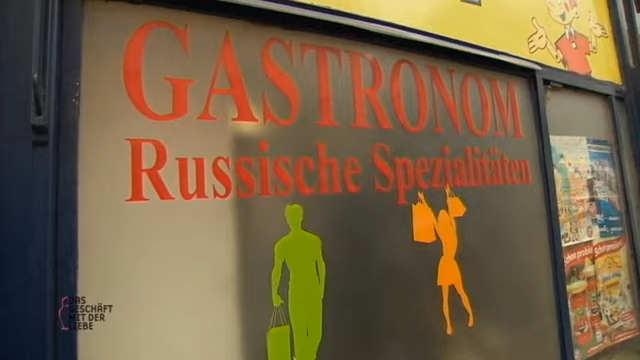 GASTRONOM
Russische Spezialitäten
DAS
GESCHÄFT
MIT DER
LIEBE